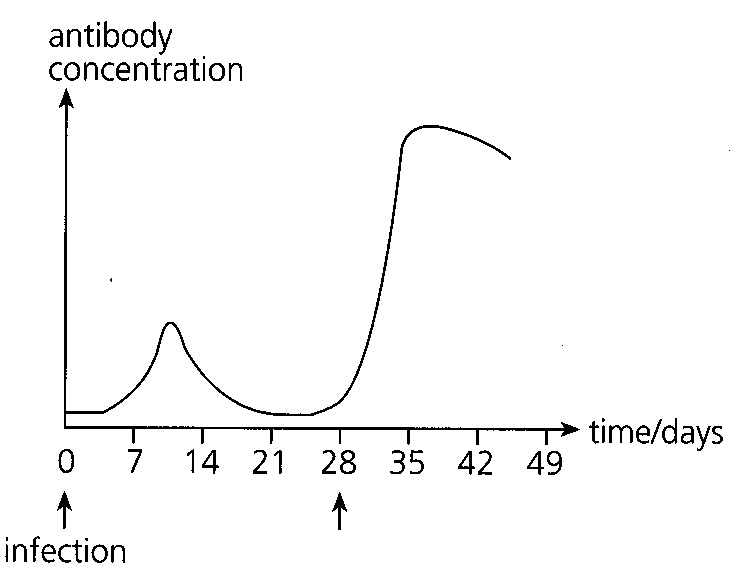 antibody
concentration
time/days
0 7 14 21 28 35 42 49
infection